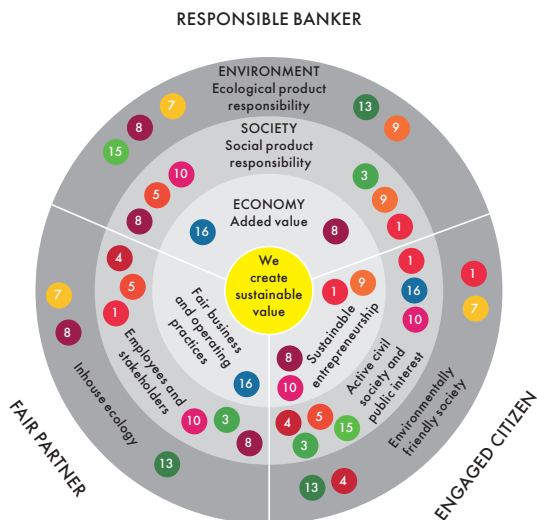 RESPONSIBLE BANKER
ENVIRONMENT
Ecological product
responsibility
7
8
15
13
9
SOCIETY
Social product
responsibility
10
5
8
3
9
1
ECONOMY
Added value
16
8
We
create
sustainable
value
FAIR PARTNER
Fair business
and operating
practices
16
Employees and
stakeholders
4
5
1
10
3
8
Inhouse ecology
7
8
13
ENGAGED CITIZEN
Sustainable
entrepreneurship
1
9
8
10
Active civil
society and
public interest
1
16
10
4
5
15
3
Environmentally
friendly society
1
7
13
4